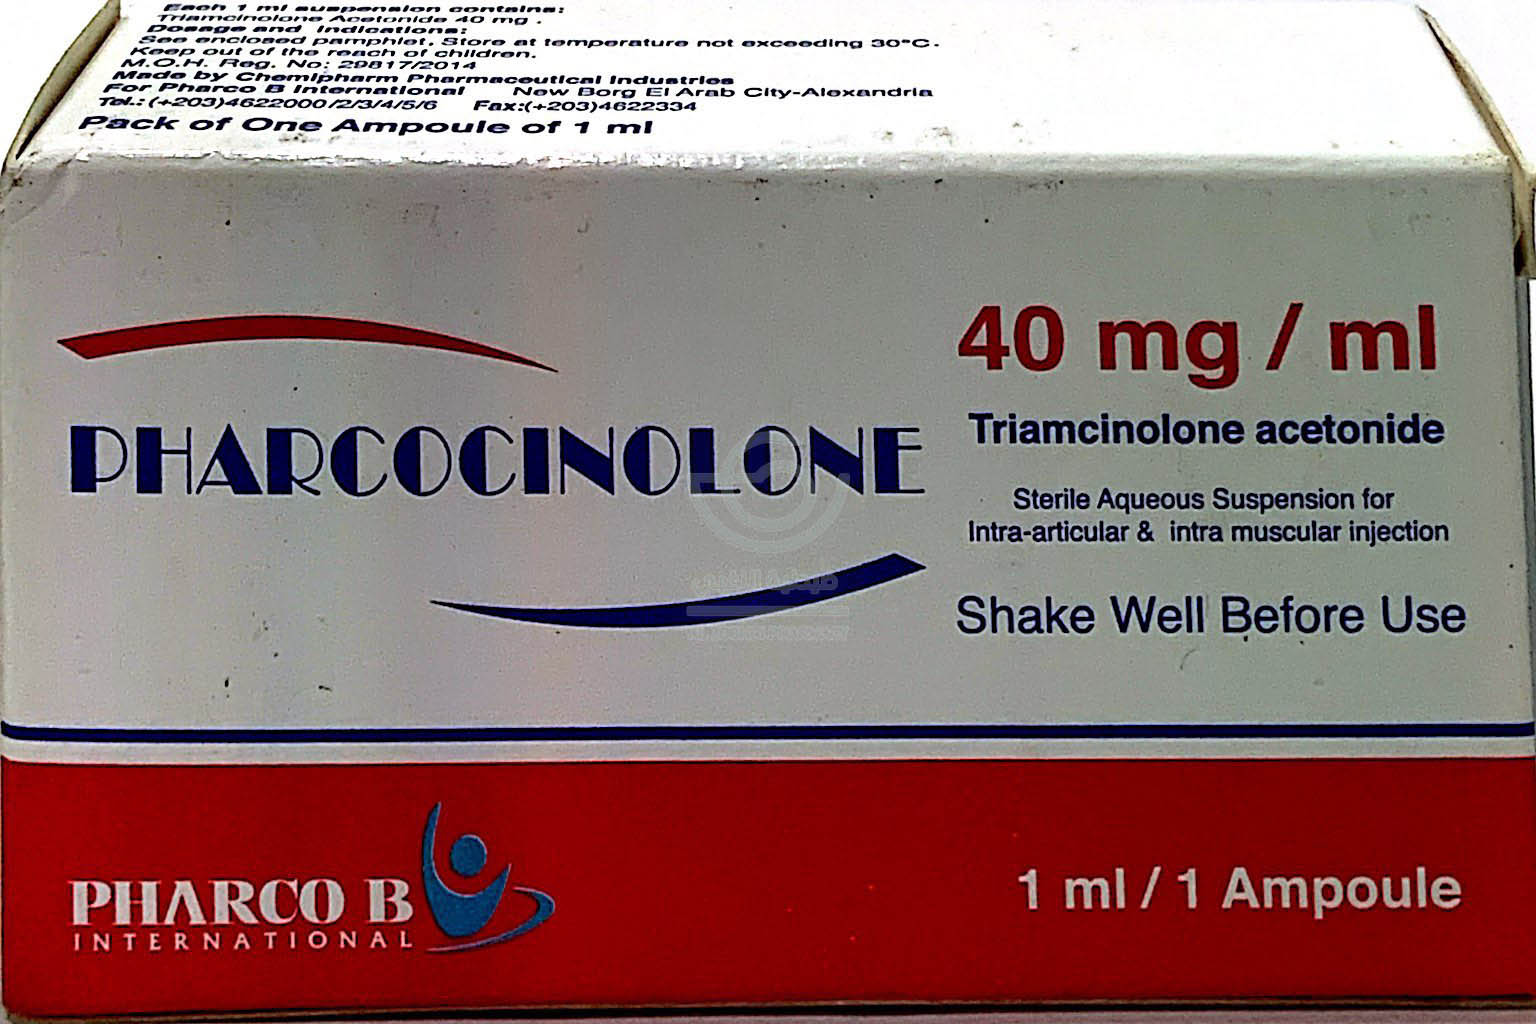 Each 1 ml suspension contains:
Triamcinolone Acetonide 40 mg .
Dosage and Indications:
See enclosed pamphlet. Store at temperature not exceeding 30°C.
Keep out of the reach of children.
M.O.H. Reg. No: 29817/2014
Made by Chemipharm Pharmaceutical Industries
For Pharco B International New Borg El Arab City-Alexandria
Tel.: (+203)4622000/2/3/4/5/6 Fax:(+203)4622334
Pack of One Ampoule of 1 ml
40 mg / ml
PHARCOCINOLONE
Triamcinolone acetonide
Sterile Aqueous Suspension for
Intra-articular & intra muscular injection
Shake Well Before Use
PHARCO B
INTERNATIONAL
1 ml / 1 Ampoule